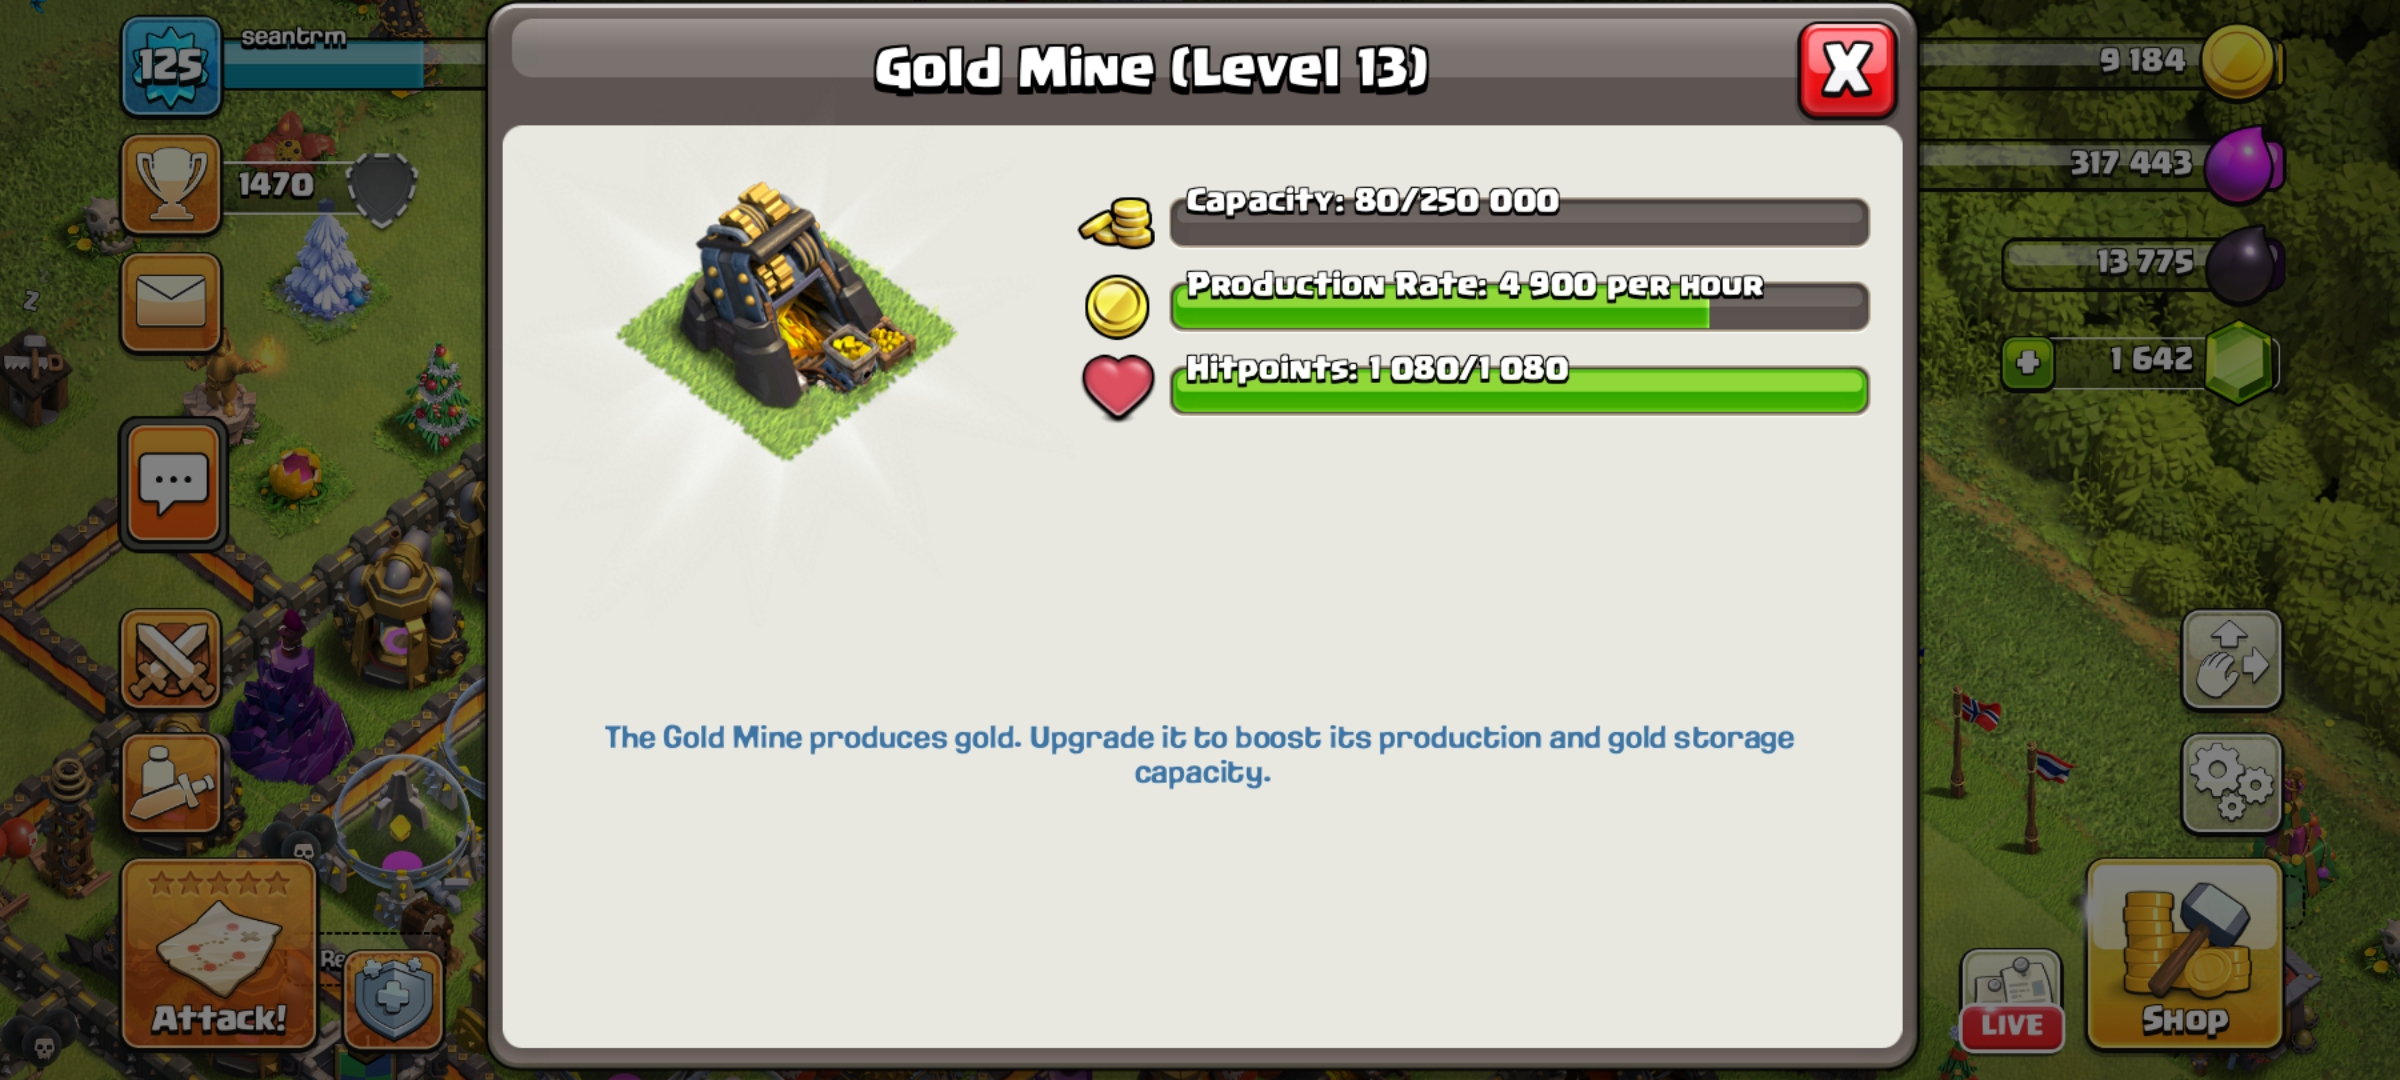 125
seantrm
Gold Mine (Level 13)
X
9 184
Capacity: 80/250 000
317 443
1470
Production Rate: 4 900 per hour
13 775
z
Hitpoints: 1 080/1 080
1 642
The Gold Mine produces gold. Upgrade it to boost its production and gold storage
capacity.
Attack!
LIVE
Shop